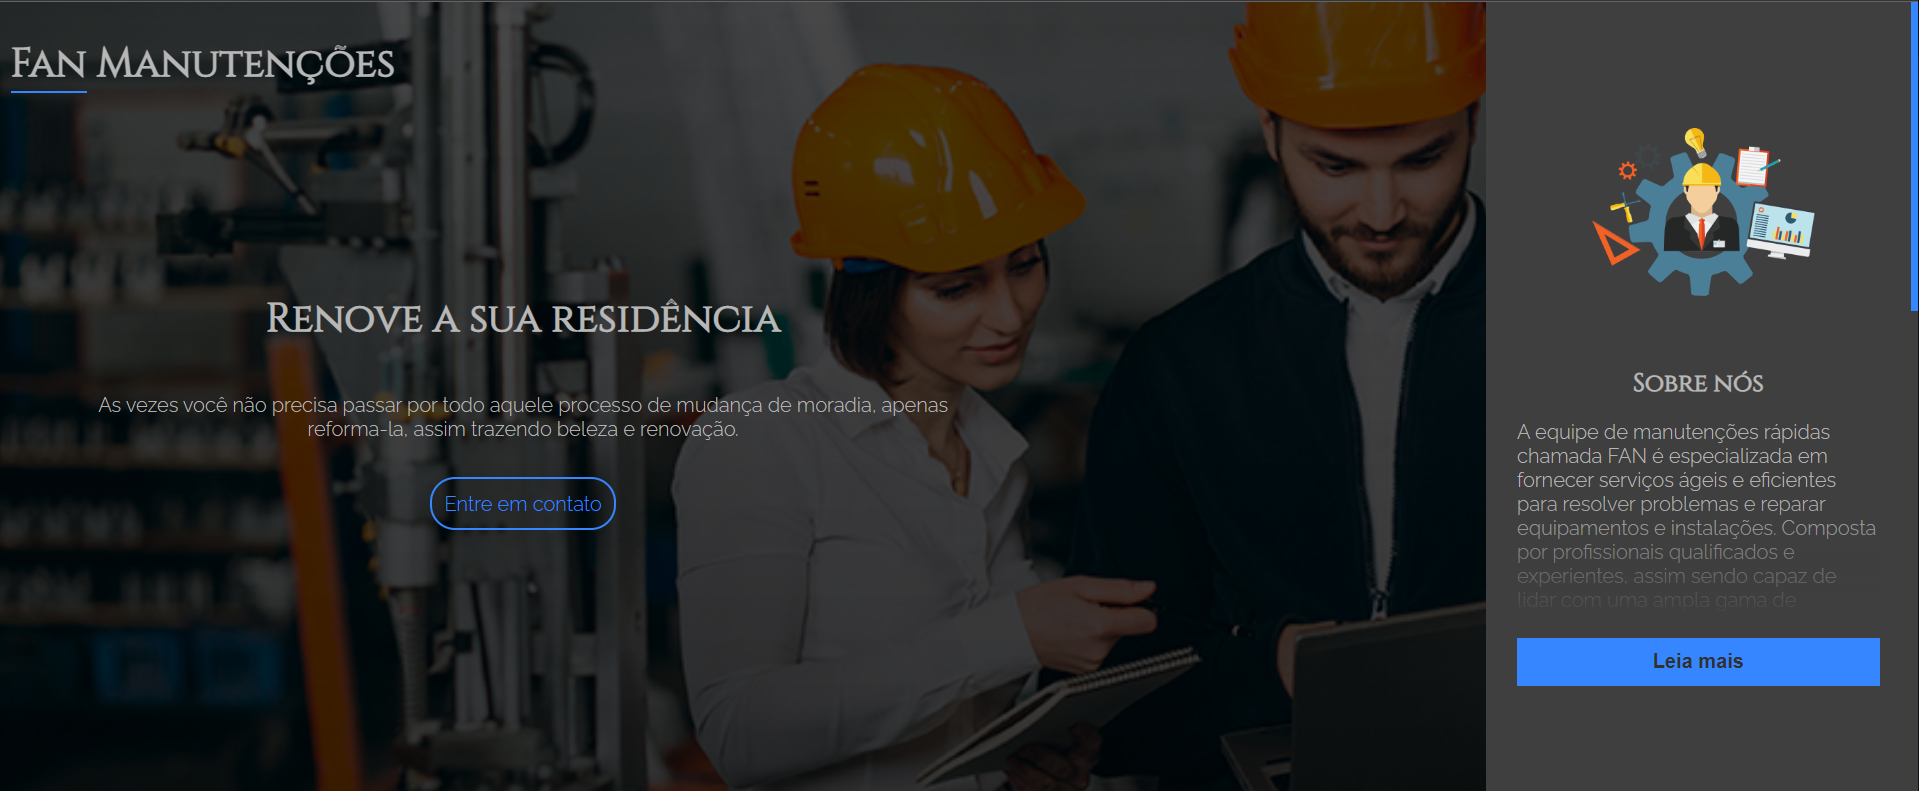 Fan Manutenções
Renove a sua residência
As vezes você não precisa passar por todo aquele processo de mudança de moradia, apenas
reforma-la, assim trazendo beleza e renovação.
Entre em contato
Sobre nós
A equipe de manutenções rápidas
chamada FAN é especializada em
fornecer serviços ágeis e eficientes
para resolver problemas e reparar
equipamentos e instalações. Composta
por profissionais qualificados e
experientes, assim sendo capaz de
lidar com uma ampla gama de
Leia mais